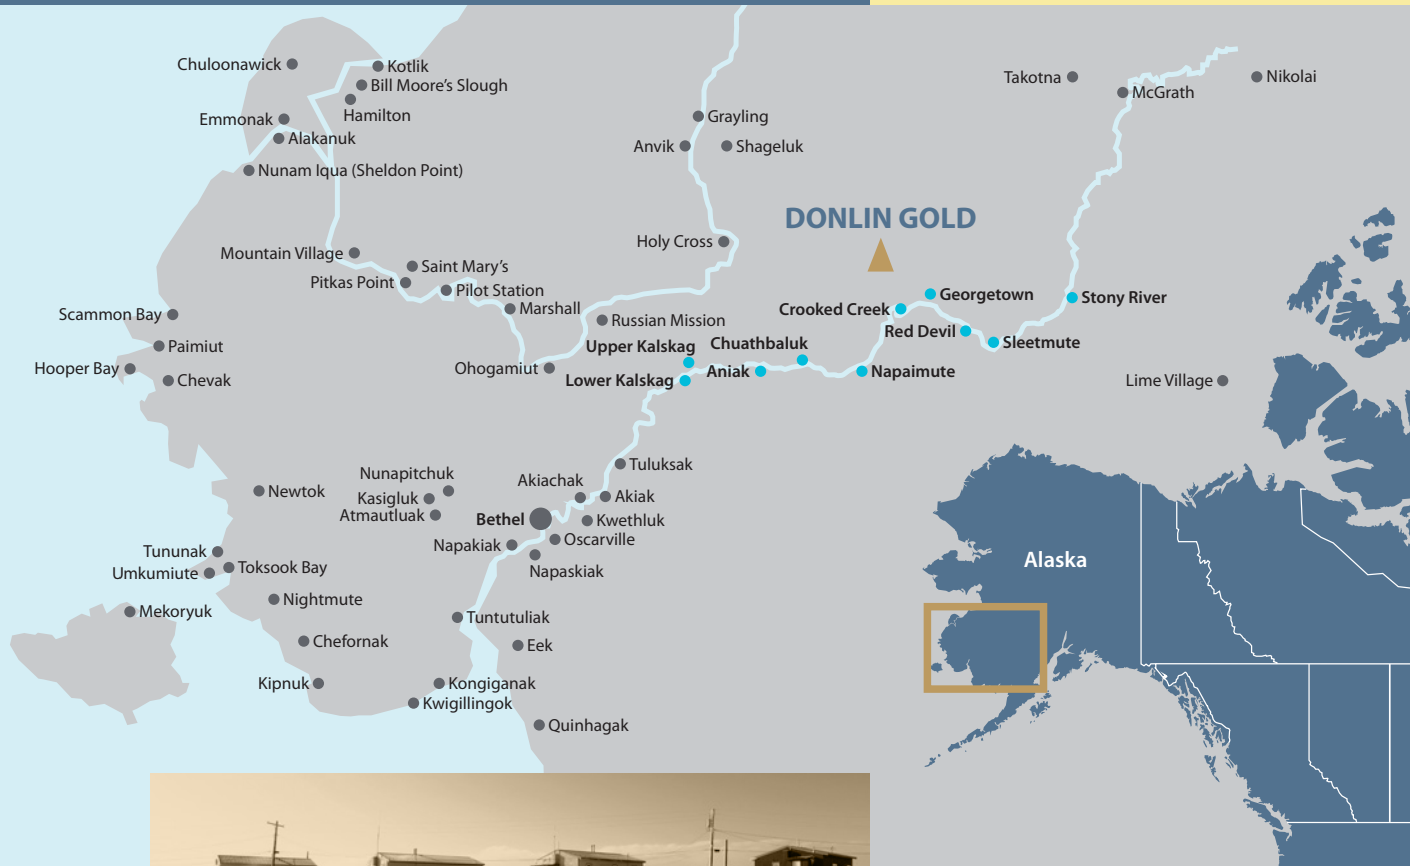 Chuloonawick
Kotlik
Bill Moore's Slough
Hamilton
Emmonak
Alakanuk
Nunam Iqua (Sheldon Point)
Takotna
McGrath
Nikolai
Grayling
Anvik
Shageluk
DONLIN GOLD
Holy Cross
Mountain Village
Saint Mary's
Pitkas Point
Pilot Station
Marshall
Russian Mission
Ohogamiut
Scammon Bay
Paimiut
Hooper Bay
Chevak
Georgetown
Crooked Creek
Stony River
Red Devil
Sleetmute
Upper Kalskag
Chuathbaluk
Lower Kalskag
Aniak
Napaimute
Lime Village
Tuluksak
Nunapitchuk
Akiachak
Newtok
Kasigluk
Akiak
Atmautluak
Bethel
Kwethluk
Oscarville
Napakiak
Napaskiak
Tununak
Toksook Bay
Umkumiute
Nightmute
Mekoryuk
Tuntutuliak
Chefornak
Eek
Kipnuk
Kongiganak
Kwigillingok
Quinhagak
Alaska